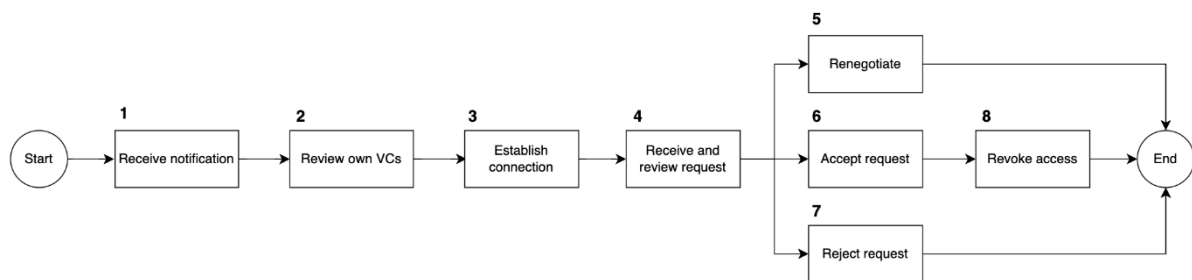 Start
1
Receive notification
2
Review own VCs
3
Establish
connection
4
Receive and
review request
5
Renegotiate
6
Accept request
7
Reject request
8
Revoke access
End